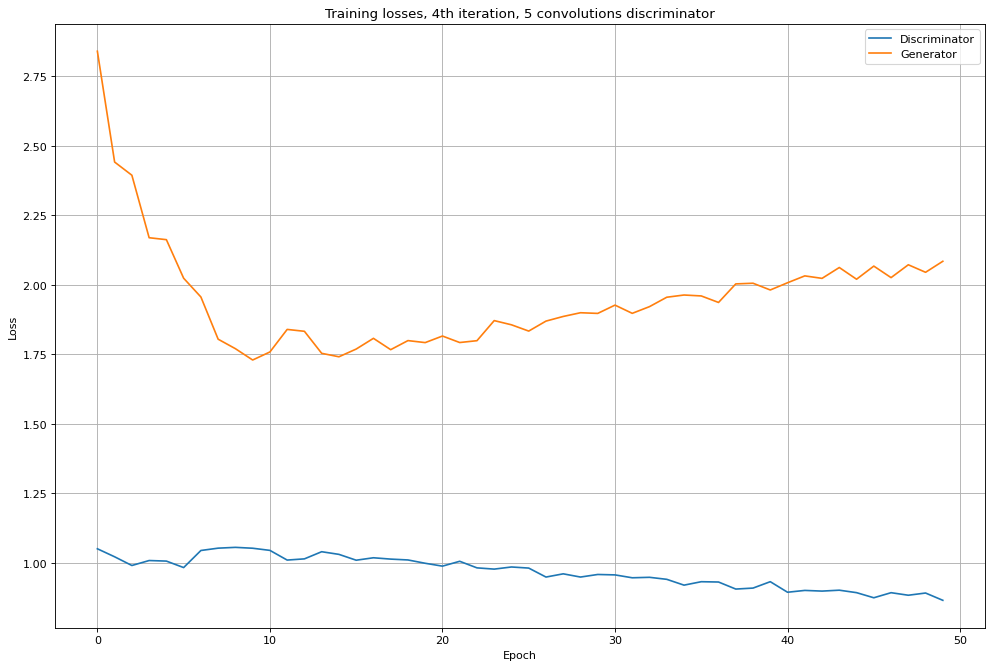 Training losses, 4th iteration, 5 convolutions discriminator
Discriminator
Generator
2.75
2.50
2.25
2.00
1.75
1.50
1.25
1.00
Loss
0 10 20 30 40 50
Epoch